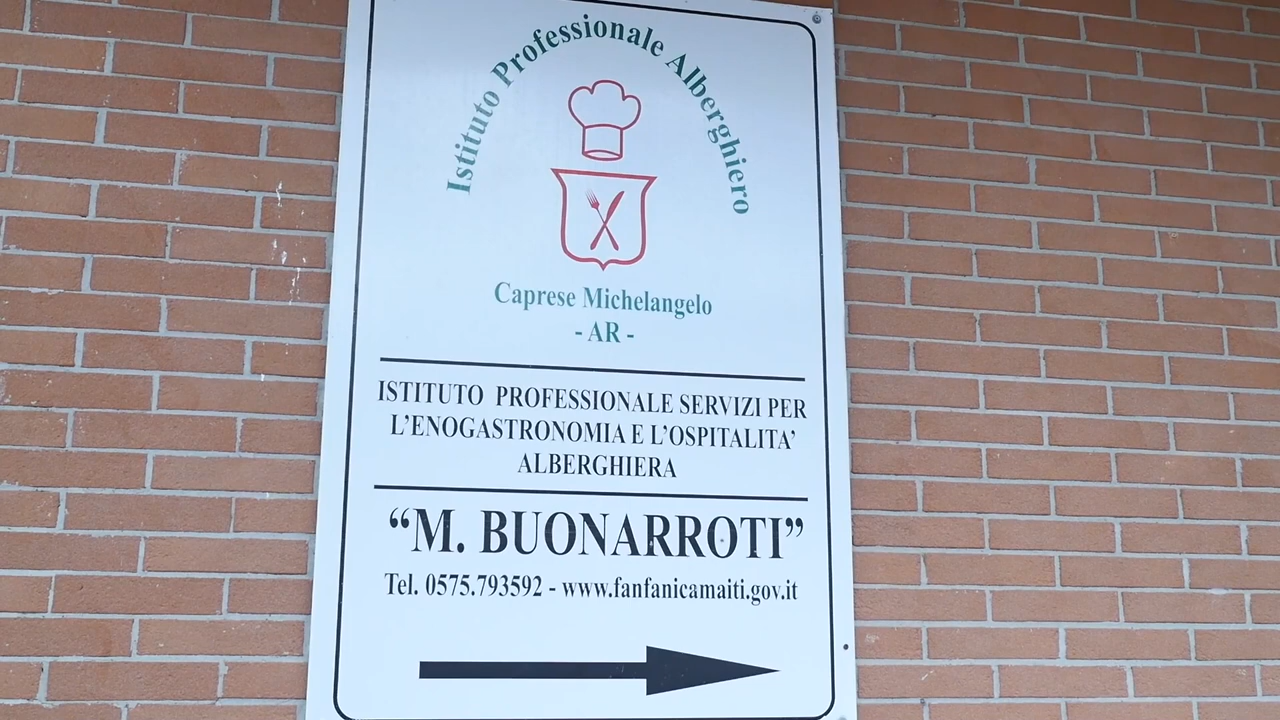 Istituto Professionale Alberghiero
Caprese Michelangelo
- AR -
ISTITUTO PROFESSIONALE SERVIZI PER
L'ENOGASTRONOMIA E L'OSPITALITA'
ALBERGHIERA
“M. BUONARROTI”
Tel. 0575.793592 - www.fanfanicamaiti.gov.it